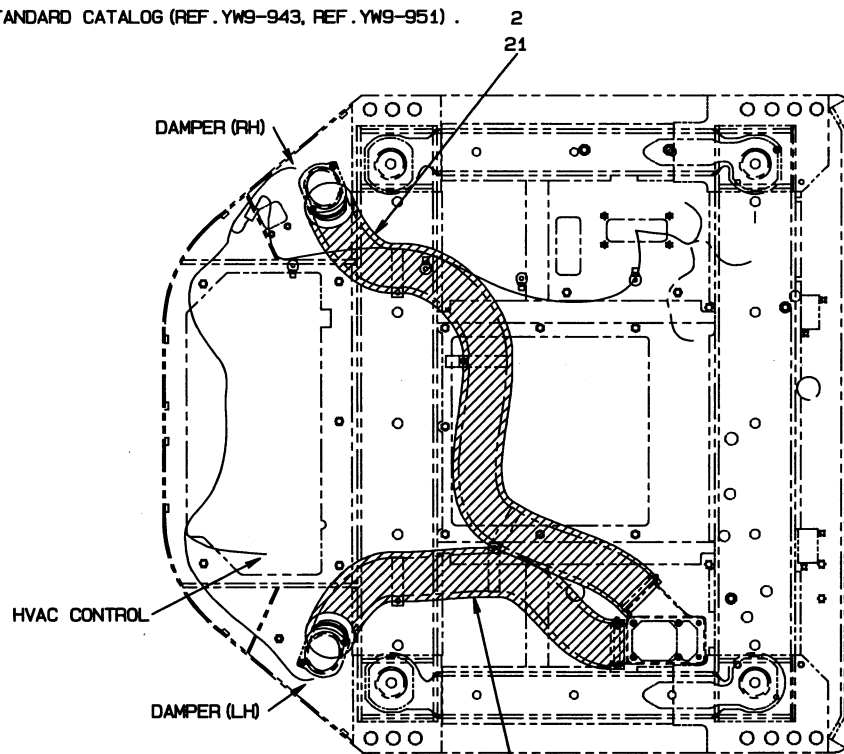 TANDARD CATALOG (REF.YW9-943, REF.YW9-951).
2
21
DAMPER (RH)
HVAC CONTROL
DAMPER (LH)